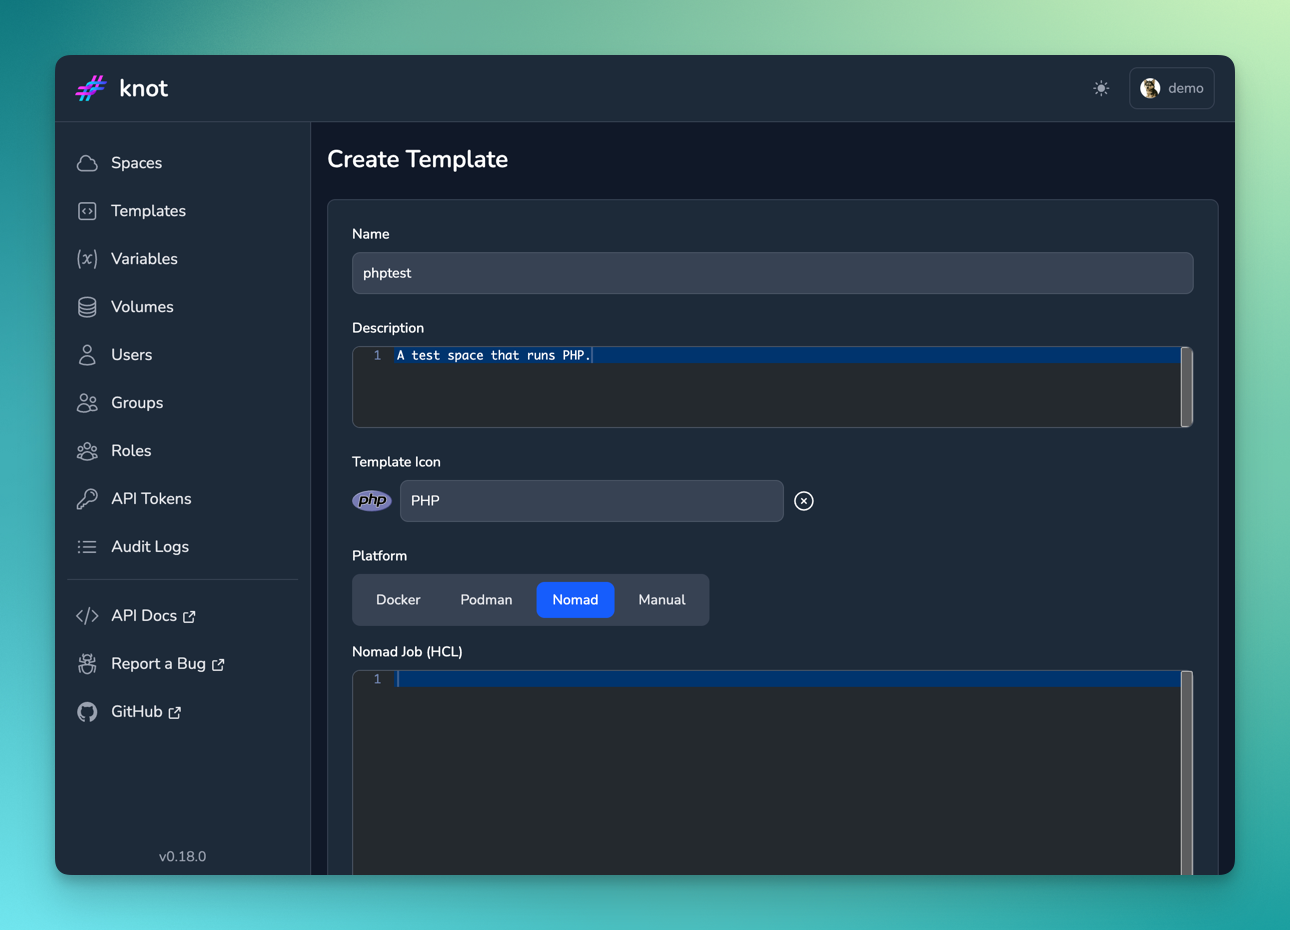 knot
demo
Spaces
Templates
Variables
Volumes
Users
Groups
Roles
API Tokens
Audit Logs
API Docs
Report a Bug
GitHub
v0.18.0
Create Template
Name
phptest
Description
1 A test space that runs PHP.
Template Icon
php PHP
Platform
Docker Podman Nomad Manual
Nomad Job (HCL)
1